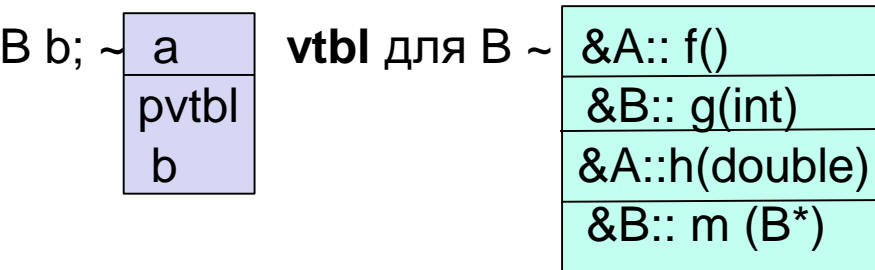 B b; ~ a vtbl для B ~ &A:: f()
pvtbl &B:: g(int)
b &A::h(double)
&B:: m (B*)